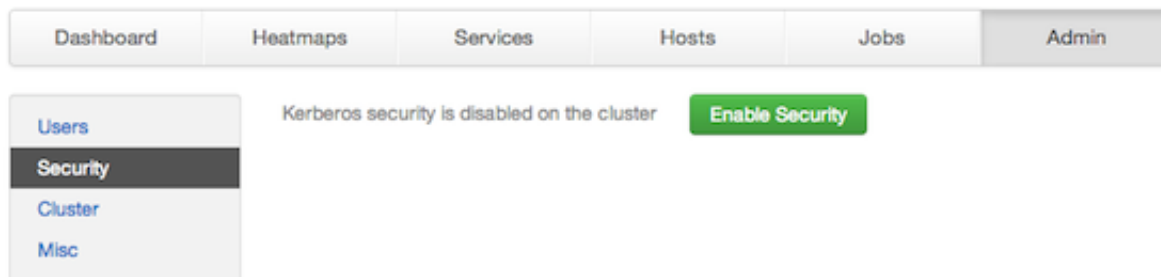 Dashboard Heatmaps Services Hosts Jobs Admin
Users
Security
Cluster
Misc
Kerberos security is disabled on the cluster Enable Security